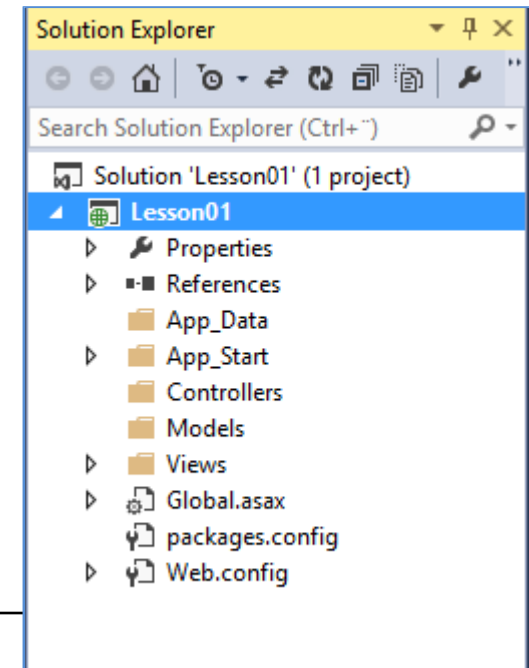 Solution Explorer
Search Solution Explorer (Ctrl+¨)
Solution 'Lesson01' (1 project)
Lesson01
Properties
References
App_Data
App_Start
Controllers
Models
Views
Global.asax
packages.config
Web.config